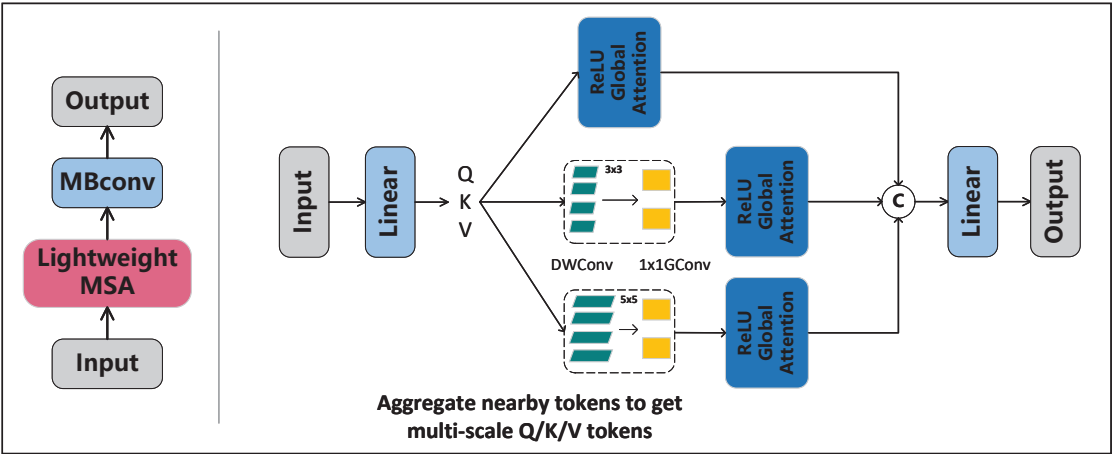 Output
MBconv
Lightweight
MSA
Input
Input
Linear
Q
K
V
ReLU
Global
Attention
3x3
DWConv
1x1GConv
5x5
ReLU
Global
Attention
ReLU
Global
Attention
C
Linear
Output
Aggregate nearby tokens to get
multi-scale Q/K/V tokens